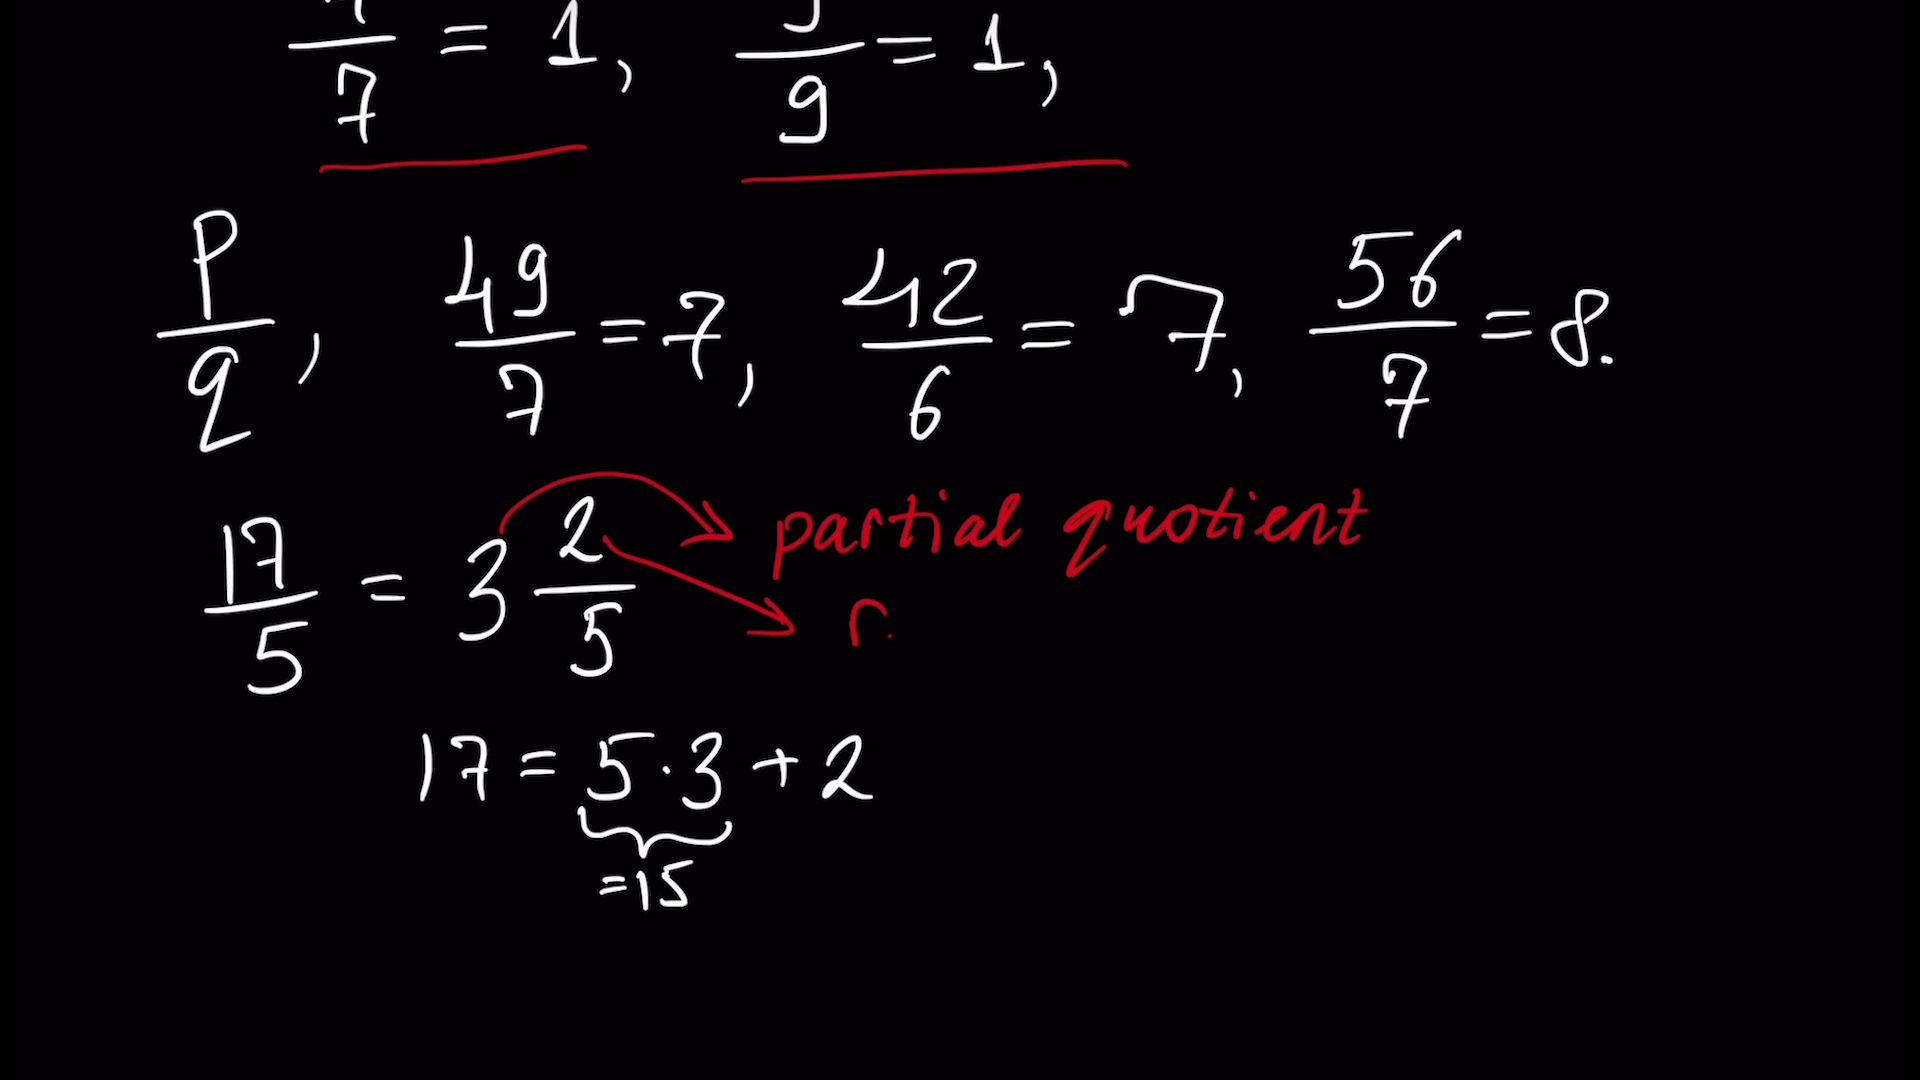 /7 = 1, /9 = 1,
p/q, 49/7 = 7, 42/6 = 7, 56/7 = 8.
17/5 = 3 2/5 partial quotient
r
17 = 5·3 + 2
=15